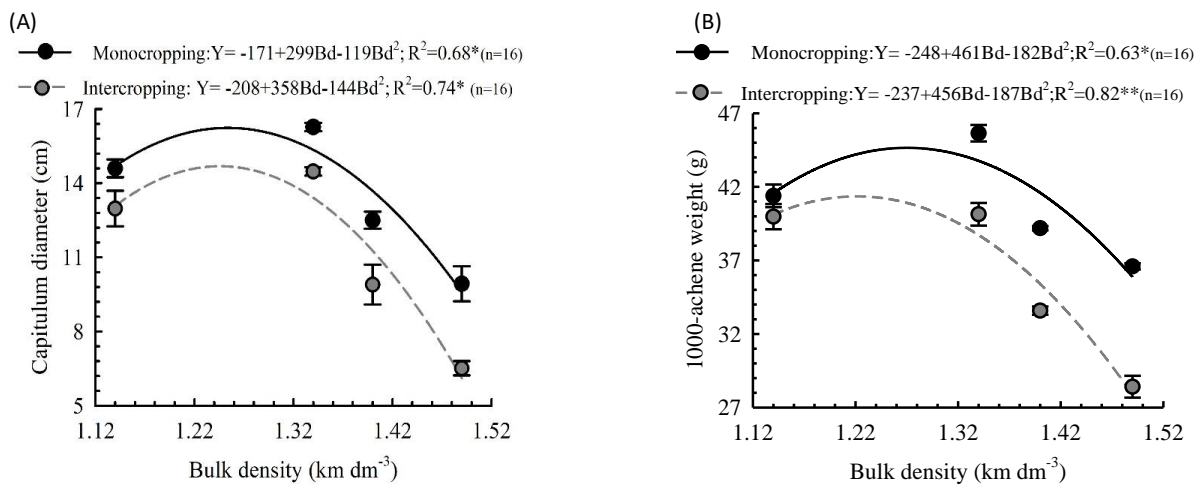 (A)
Monocropping:Y= -171+299Bd-119Bd²; R²=0.68*(n=16)
Intercropping: Y= -208+358Bd-144Bd²; R²=0.74* (n=16)
17
14
11
8
5
Capitulum diameter (cm)
1.12 1.22 1.32 1.42 1.52
Bulk density (km dm⁻³)
(B)
Monocropping:Y= -248+461Bd-182Bd²;R²=0.63*(n=16)
Intercropping:Y= -237+456Bd-187Bd²;R²=0.82**(n=16)
47
42
37
32
27
1000-achene weight (g)
1.12 1.22 1.32 1.42 1.52
Bulk density (km dm⁻³)